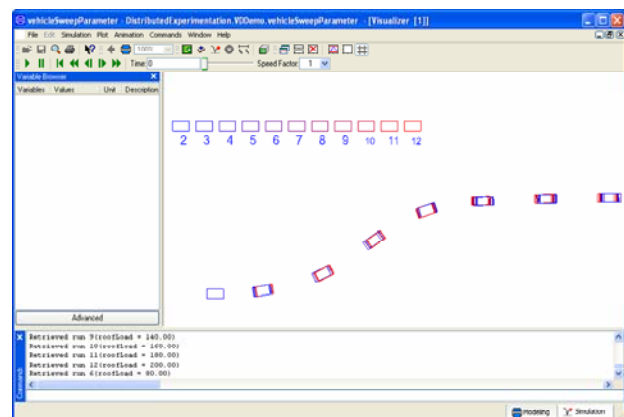 vehicleSweepParameter - DistributedExperimentation.VDDemo.vehicleSweepParameter - [Visualizer [1]]
File Edit Simulation Plot Animation Commands Window Help
100%
Time: 0 Speed Factor: 1
Variable Browser
Variables Values Unit Description
2 3 4 5 6 7 8 9 10 11 12
Advanced
Retrieved run 9(roofLoad = 140.00)
Retrieved run 10(roofLoad = 160.00)
Retrieved run 11(roofLoad = 180.00)
Retrieved run 12(roofLoad = 200.00)
Retrieved run 6(roofLoad = 80.00)
Commands
Modeling Simulation